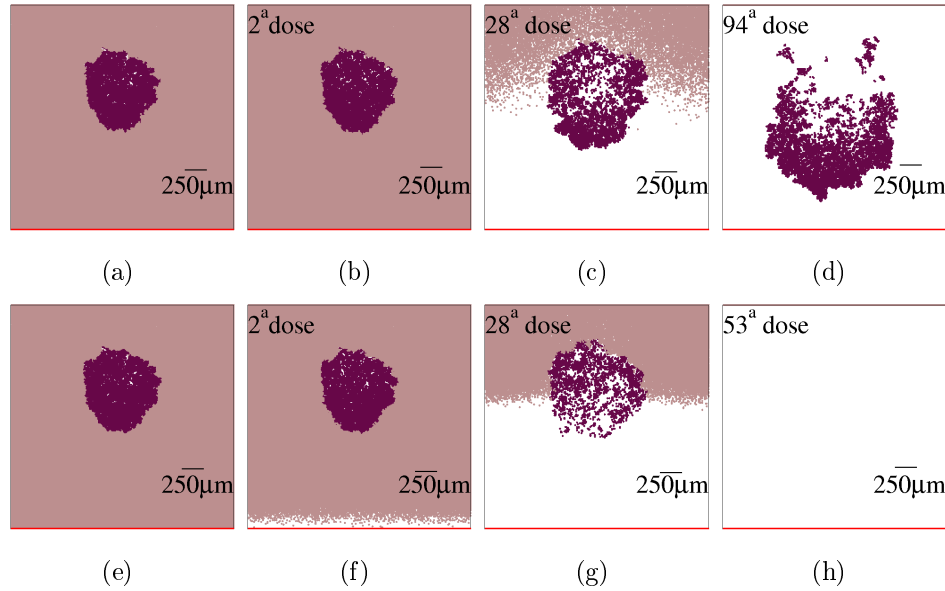 2ª dose
28ª dose
94ª dose
250μm
250μm
250μm
250μm
(a)
(b)
(c)
(d)
2ª dose
28ª dose
53ª dose
250μm
250μm
250μm
250μm
(e)
(f)
(g)
(h)